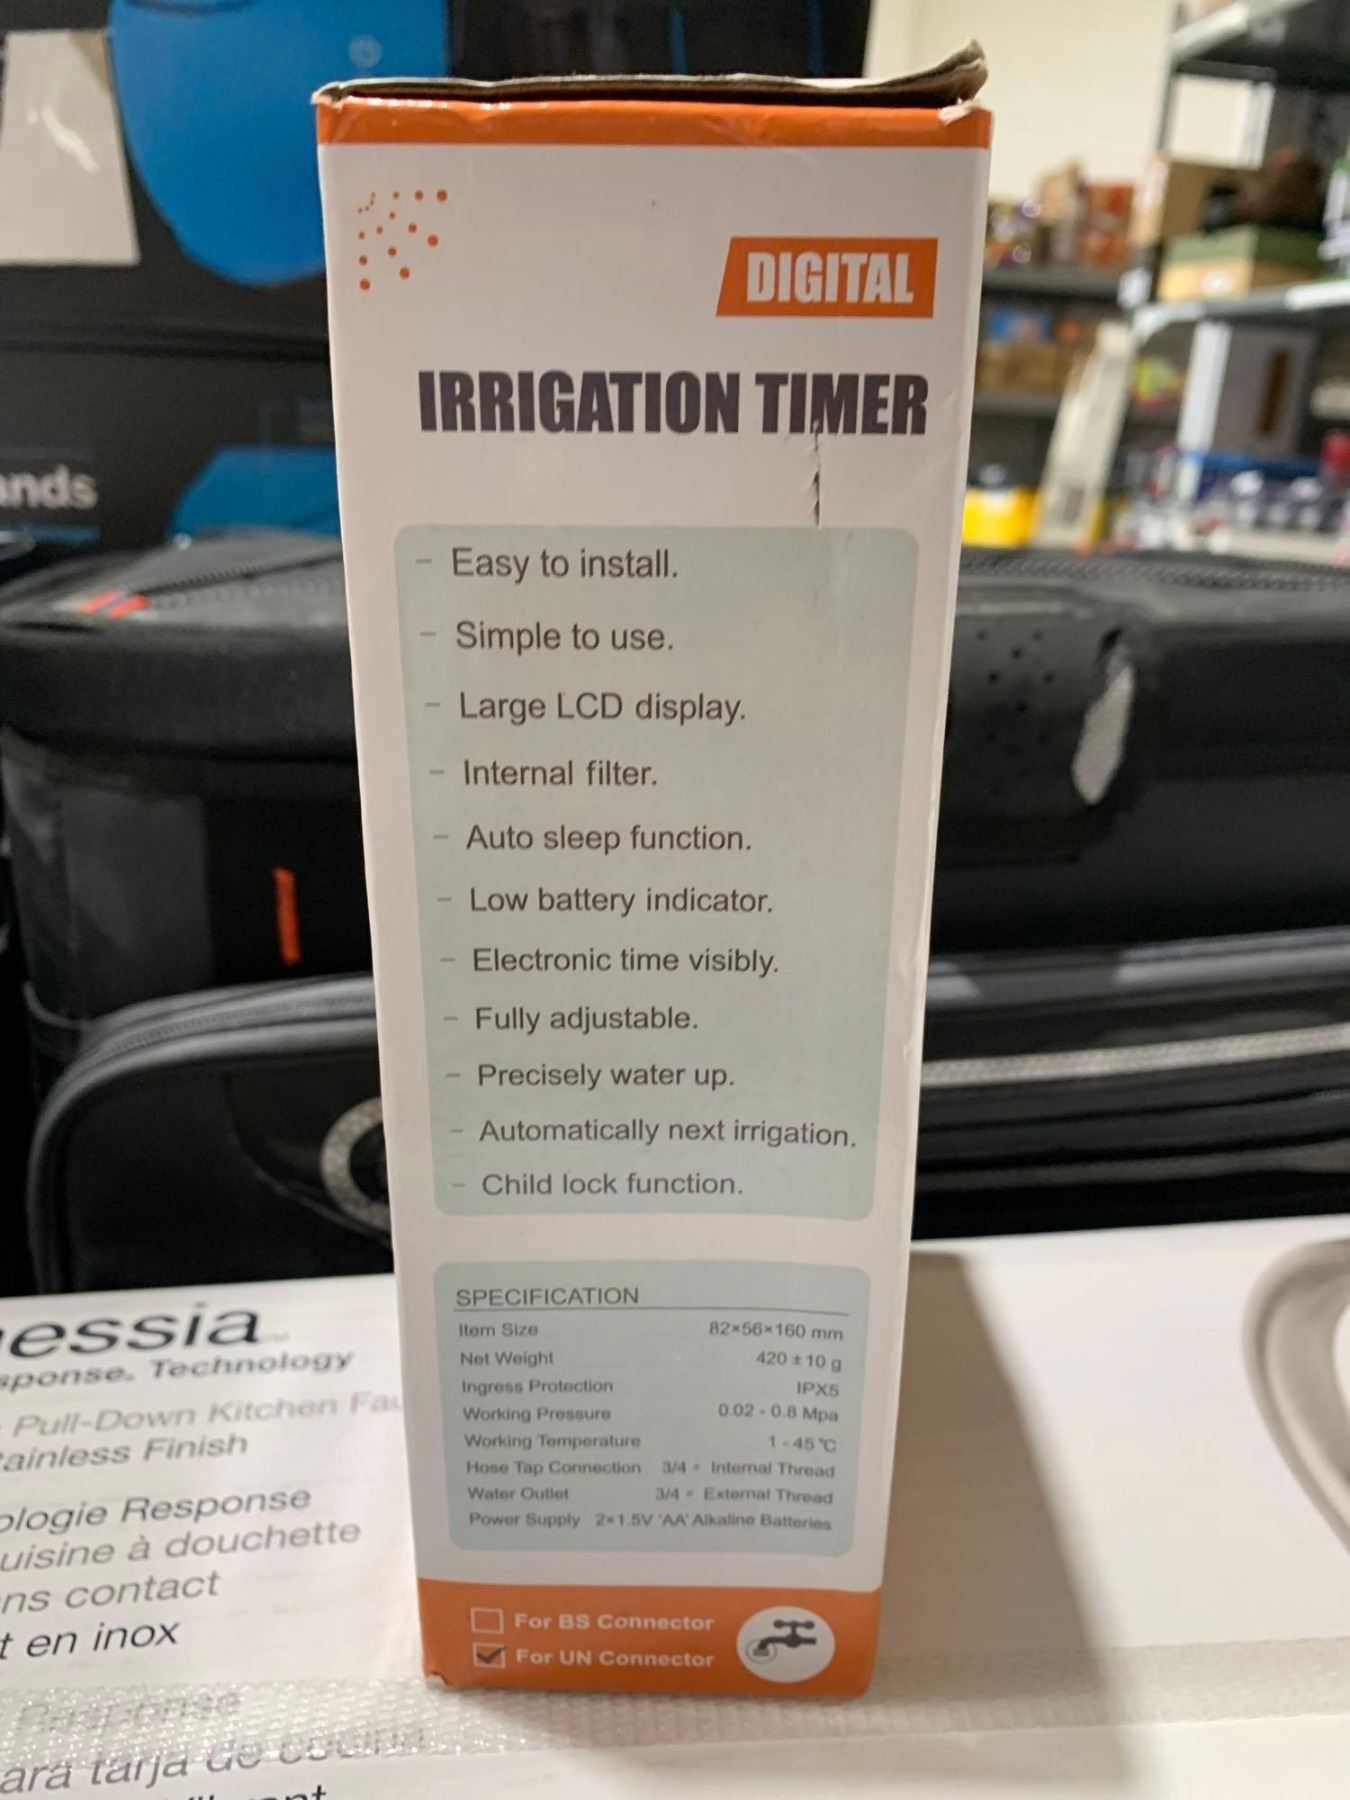 ands
DIGITAL
IRRIGATION TIMER
– Easy to install.
– Simple to use.
– Large LCD display.
– Internal filter.
– Auto sleep function.
– Low battery indicator.
– Electronic time visibly.
– Fully adjustable.
– Precisely water up.
– Automatically next irrigation.
– Child lock function.
SPECIFICATION
Item Size 82×56×160 mm
Net Weight 420 ± 10 g
Ingress Protection IPX5
Working Pressure 0.02 - 0.8 Mpa
Working Temperature 1 - 45 °C
Hose Tap Connection 3/4 " Internal Thread
Water Outlet 3/4 " External Thread
Power Supply 2×1.5V 'AA' Alkaline Batteries
For BS Connector
For UN Connector
essia
sponse. Technology
Pull-Down Kitchen Fau
tainless Finish
ologie Response
uisine à douchette
ns contact
t en inox
Response
ara tarja de cocina